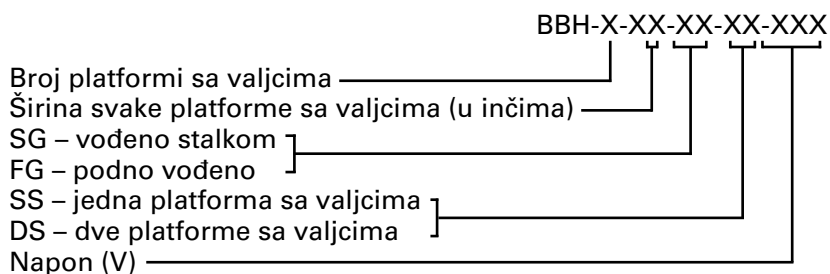 BBH-X-XX-XX-XX-XXX
Broj platformi sa valjcima
Širina svake platforme sa valjcima (u inčima)
SG – vođeno stalkom
FG – podno vođeno
SS – jedna platforma sa valjcima
DS – dve platforme sa valjcima
Napon (V)